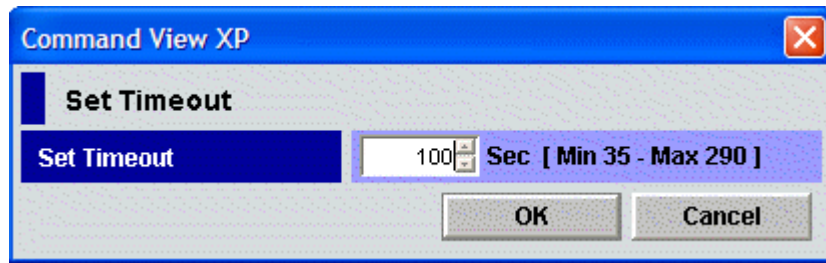 Command View XP
Set Timeout
Set Timeout 100 Sec [ Min 35 - Max 290 ]
OK Cancel